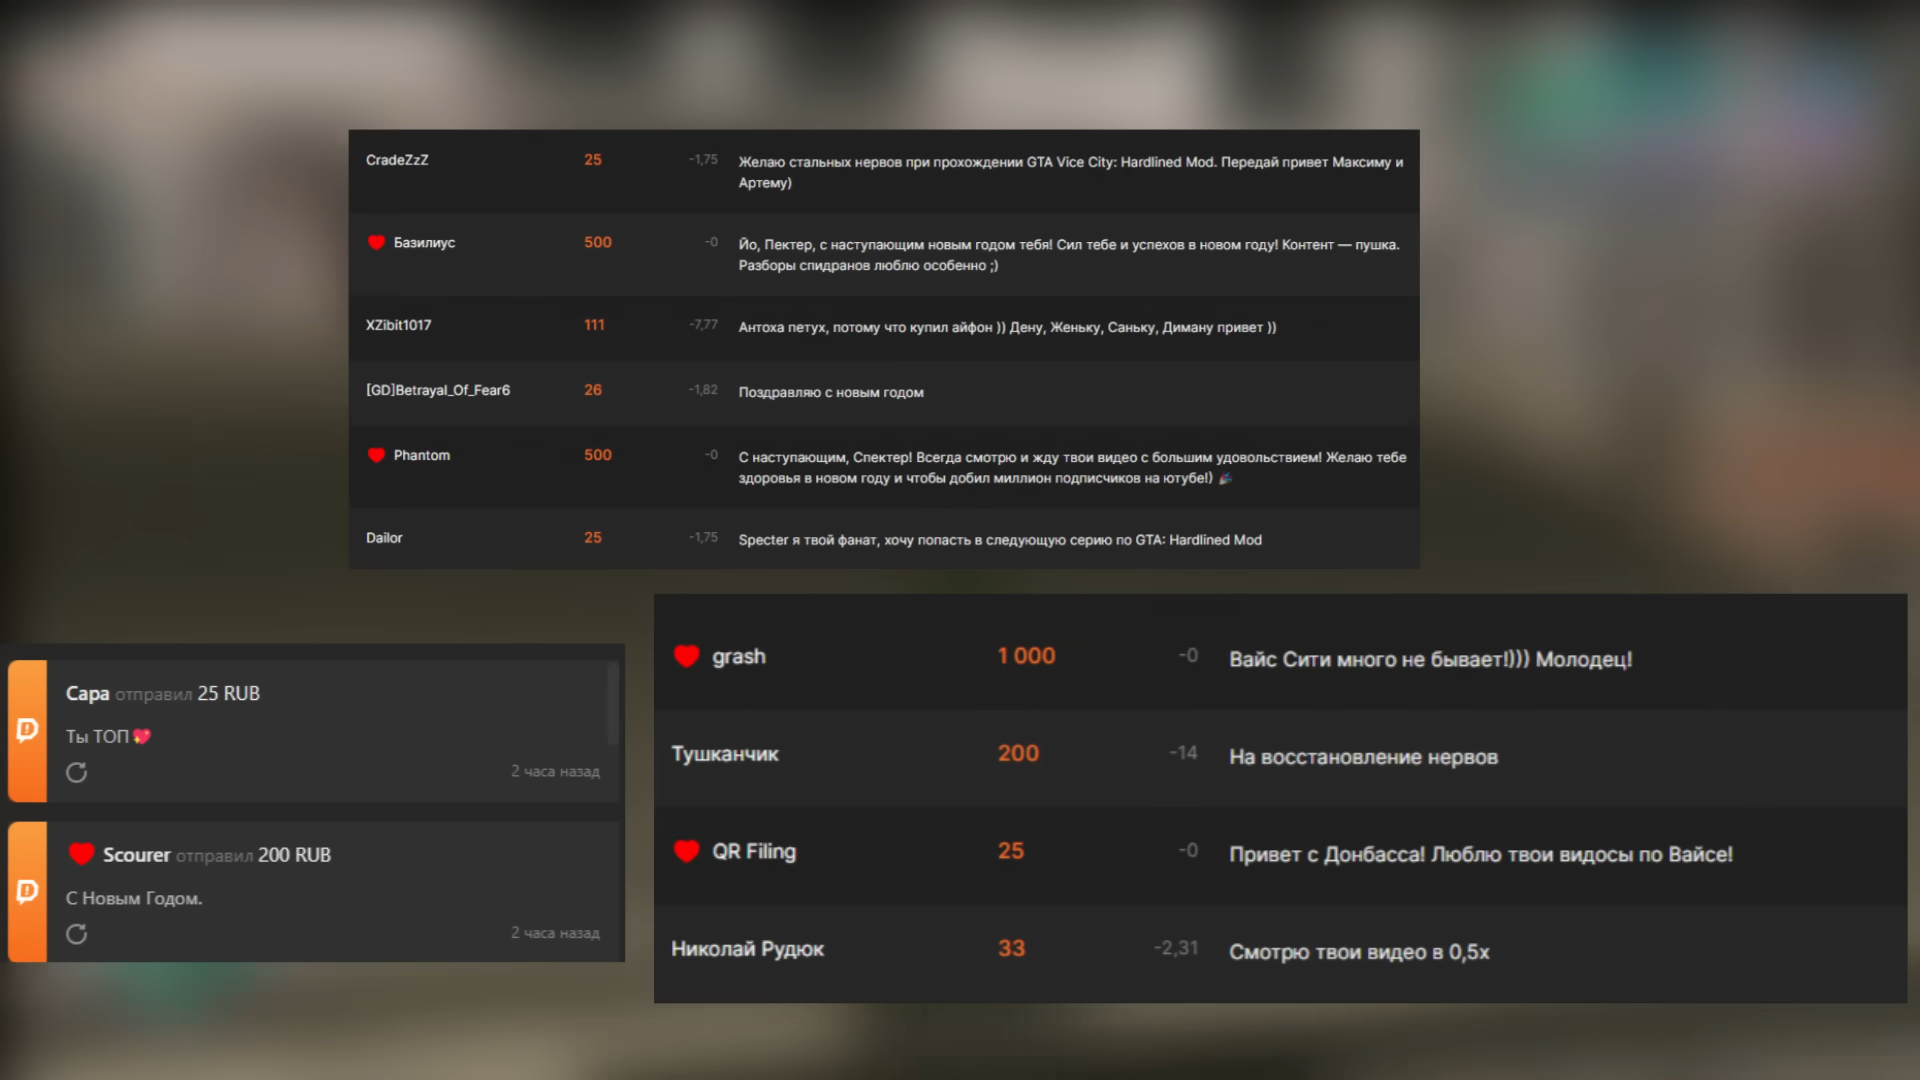 CradeZzZ 25 -1,75 Желаю стальных нервов при прохождении GTA Vice City: Hardlined Mod. Передай привет Максиму и
Артему)
Базилиус 500 -0 Йо, Пектер, с наступающим новым годом тебя! Сил тебе и успехов в новом году! Контент — пушка.
Разборы спидранов люблю особенно ;)
XZibit1017 111 -7,77 Антоха петух, потому что купил айфон )) Дену, Женьку, Саньку, Диману привет ))
[GD]Betrayal_Of_Fear6 26 -1,82 Поздравляю с новым годом
Phantom 500 -0 С наступающим, Спектер! Всегда смотрю и жду твои видео с большим удовольствием! Желаю тебе
здоровья в новом году и чтобы добил миллион подписчиков на ютубе!) 🎉
Dailor 25 -1,75 Specter я твой фанат, хочу попасть в следующую серию по GTA: Hardlined Mod
Сара отправил 25 RUB
Ты ТОП💖
2 часа назад
Scourer отправил 200 RUB
С Новым Годом.
2 часа назад
grash 1 000 -0 Вайс Сити много не бывает!))) Молодец!
Тушканчик 200 -14 На восстановление нервов
QR Filing 25 -0 Привет с Донбасса! Люблю твои видосы по Вайсе!
Николай Рудюк 33 -2,31 Смотрю твои видео в 0,5х